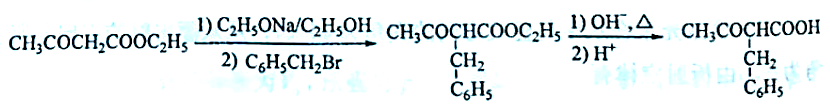 CH₃COCH₂COOC₂H₅ 1) C₂H₅ONa/C₂H₅OH 2) C₆H₅CH₂Br CH₃COCHCOOC₂H₅ 1) OH⁻, △ 2) H⁺ CH₃COCHCOOH
CH₂ CH₂
C₆H₅ C₆H₅